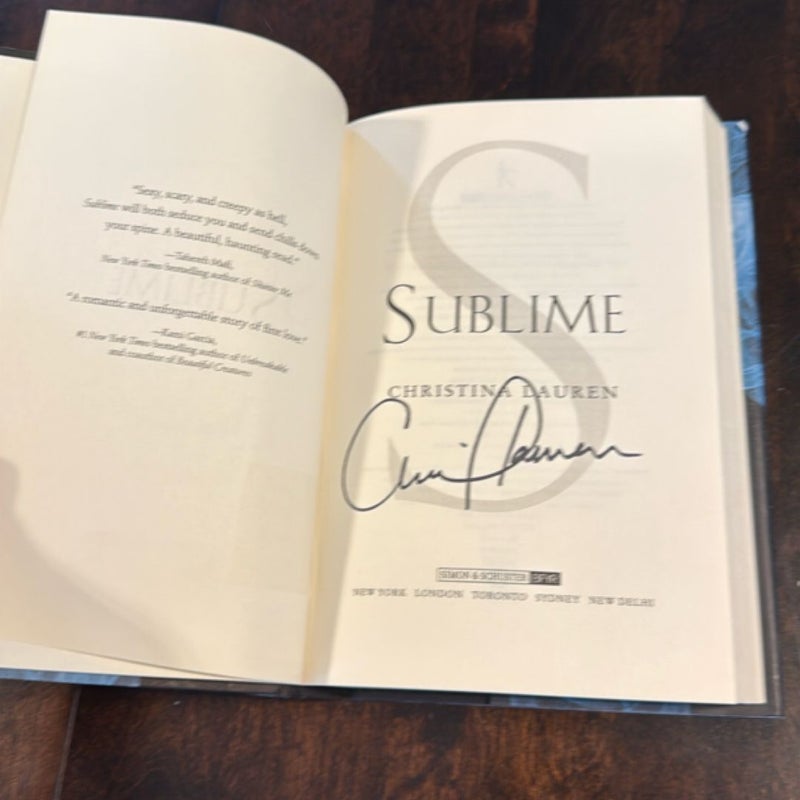 "Sexy, scary, and creepy as hell,
Sublime will both seduce you and send chills down
your spine. A beautiful, haunting read."
—Tahereh Mafi,
New York Times bestselling author of Shatter Me
"A romantic and unforgettable story of first love."
—Kami Garcia,
#1 New York Times bestselling author of Unbreakable
and coauthor of Beautiful Creatures
S
SUBLIME
CHRISTINA LAUREN
SIMON & SCHUSTER BFYR
NEW YORK LONDON TORONTO SYDNEY NEW DELHI